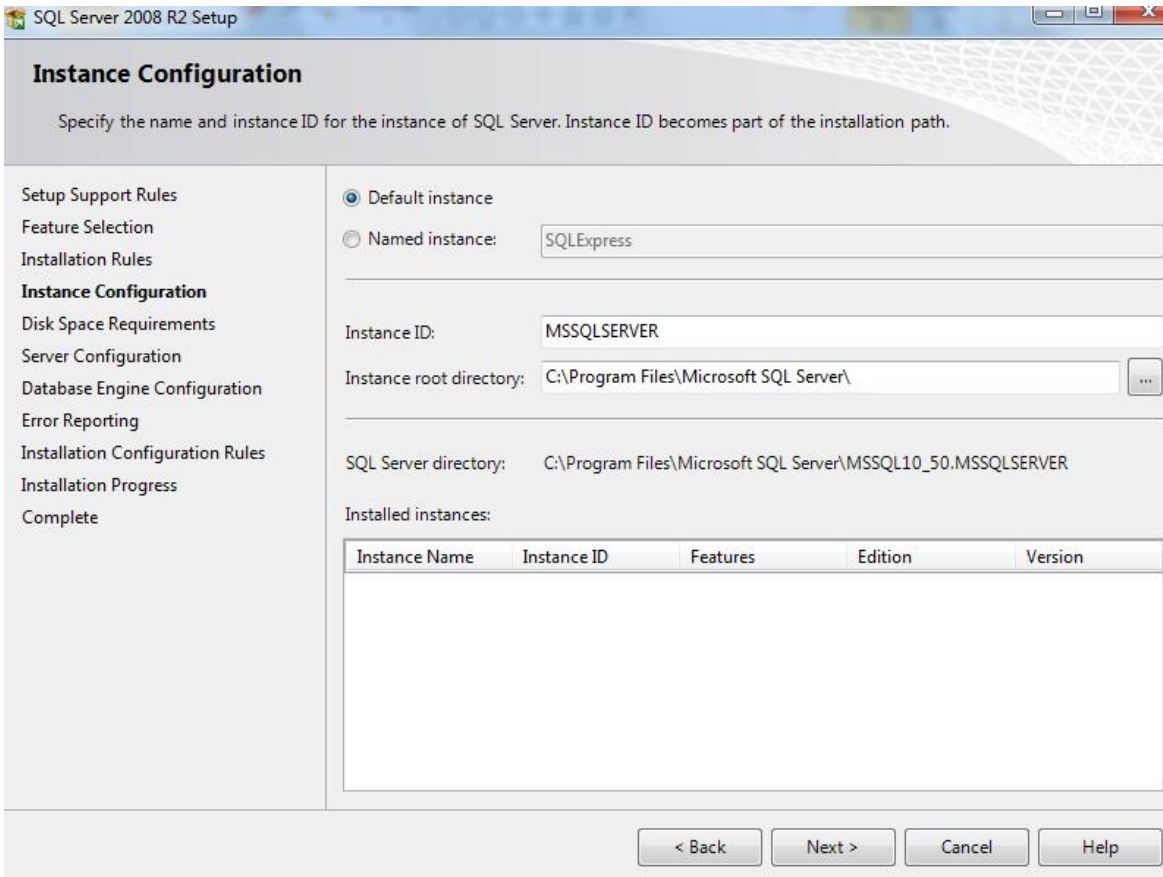 SQL Server 2008 R2 Setup
Instance Configuration
Specify the name and instance ID for the instance of SQL Server. Instance ID becomes part of the installation path.
Setup Support Rules
Feature Selection
Installation Rules
Instance Configuration
Disk Space Requirements
Server Configuration
Database Engine Configuration
Error Reporting
Installation Configuration Rules
Installation Progress
Complete
Default instance
Named instance: SQLExpress
Instance ID: MSSQLSERVER
Instance root directory: C:\Program Files\Microsoft SQL Server\ ...
SQL Server directory: C:\Program Files\Microsoft SQL Server\MSSQL10_50.MSSQLSERVER
Installed instances:
Instance Name Instance ID Features Edition Version
< Back Next > Cancel Help